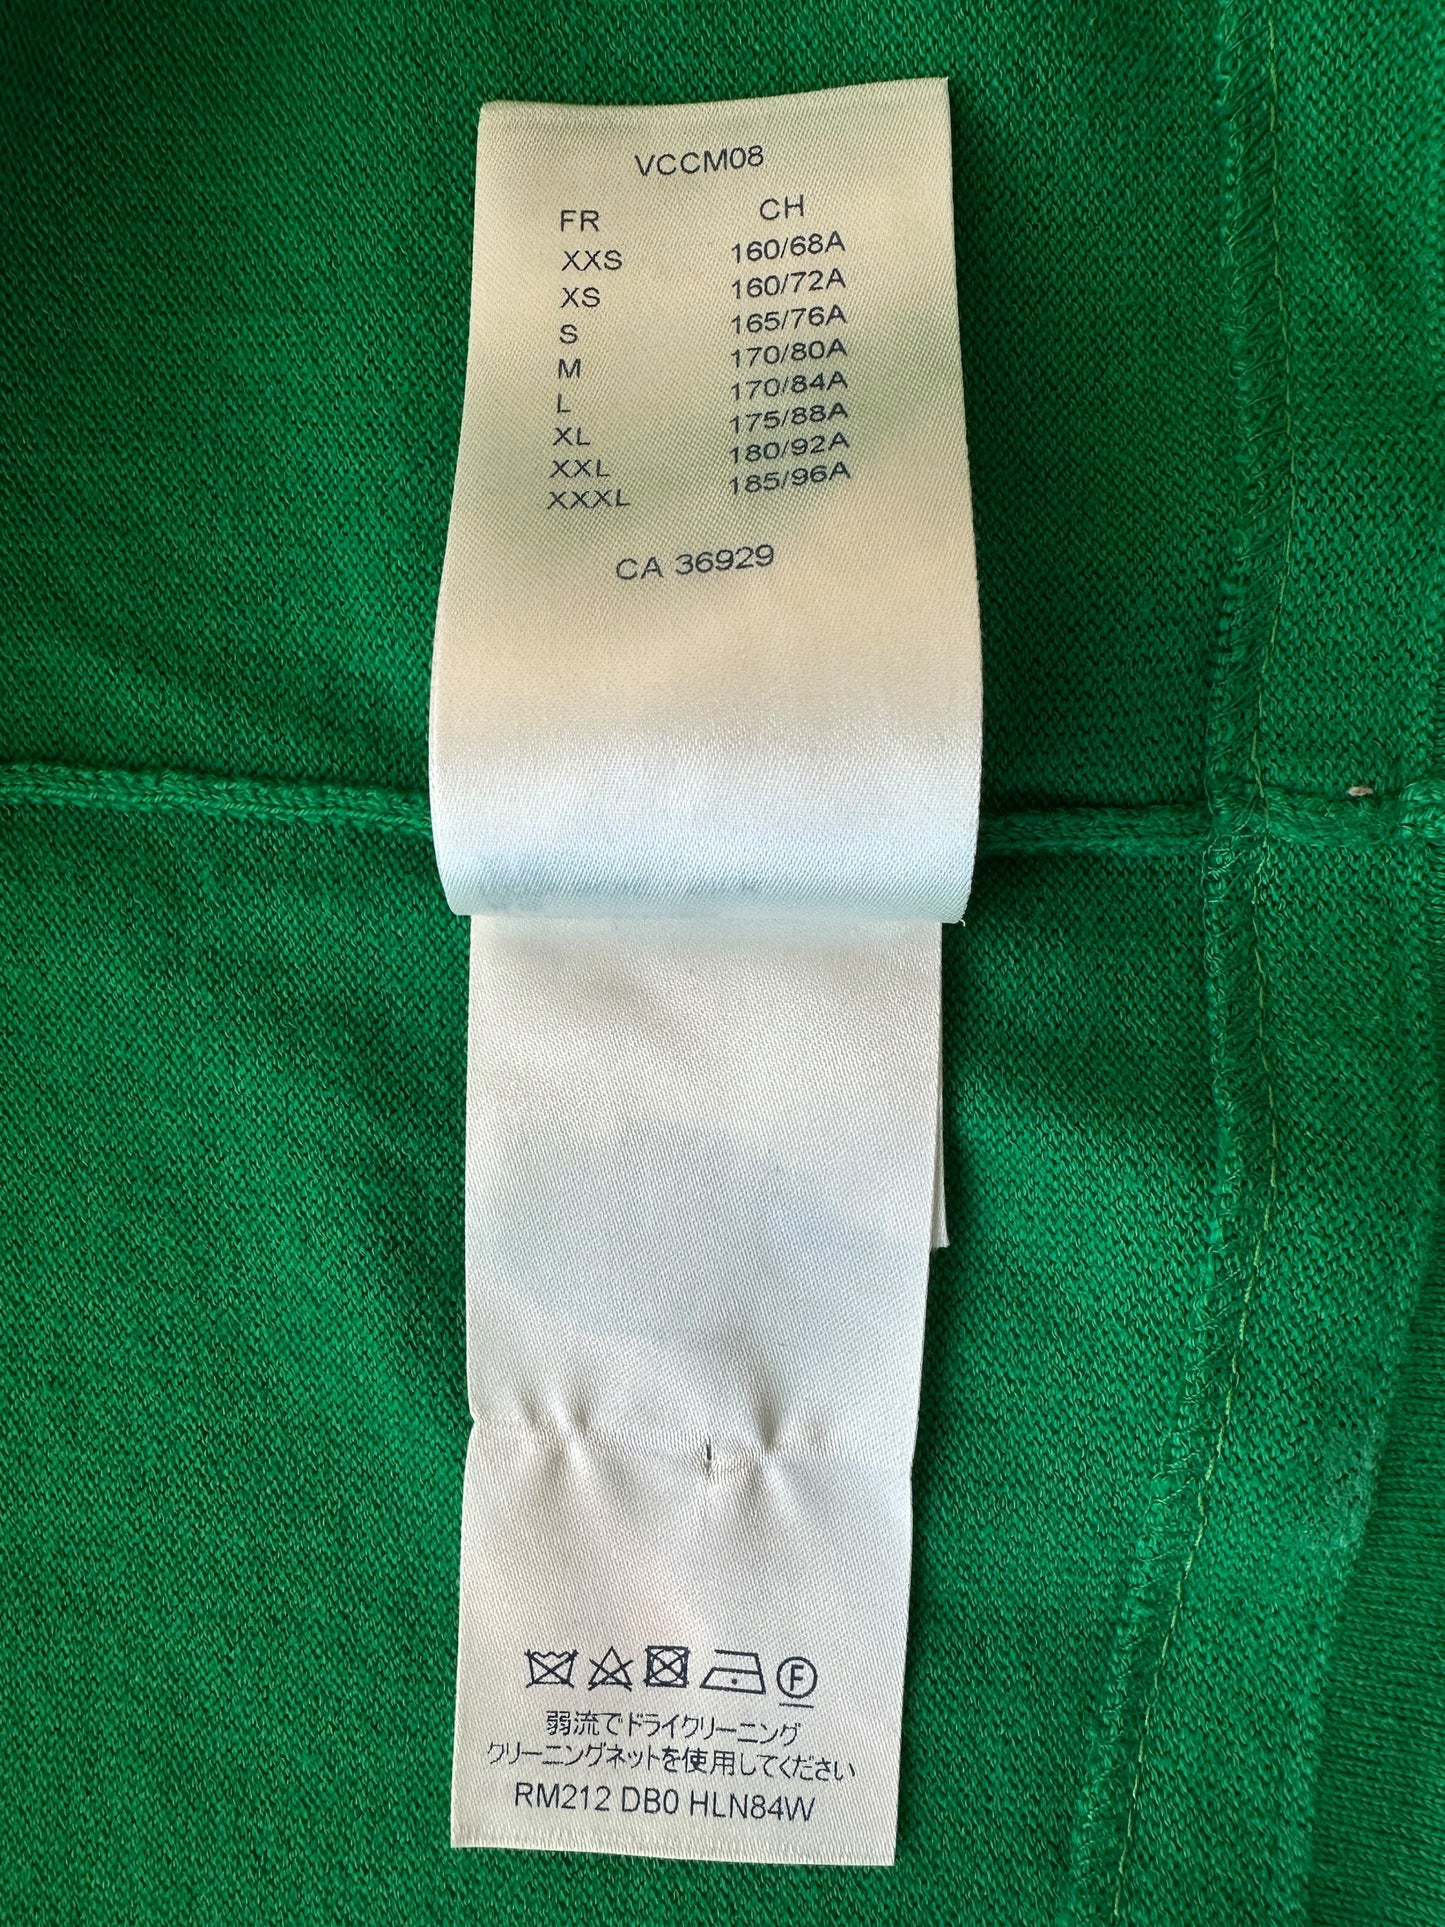 VCCM08
FR CH
XXS 160/68A
XS 160/72A
S 165/76A
M 170/80A
L 170/84A
XL 175/88A
XXL 180/92A
XXXL 185/96A
CA 36929
F
弱流でドライクリーニング
クリーニングネットを使用してください
RM212 DB0 HLN84W